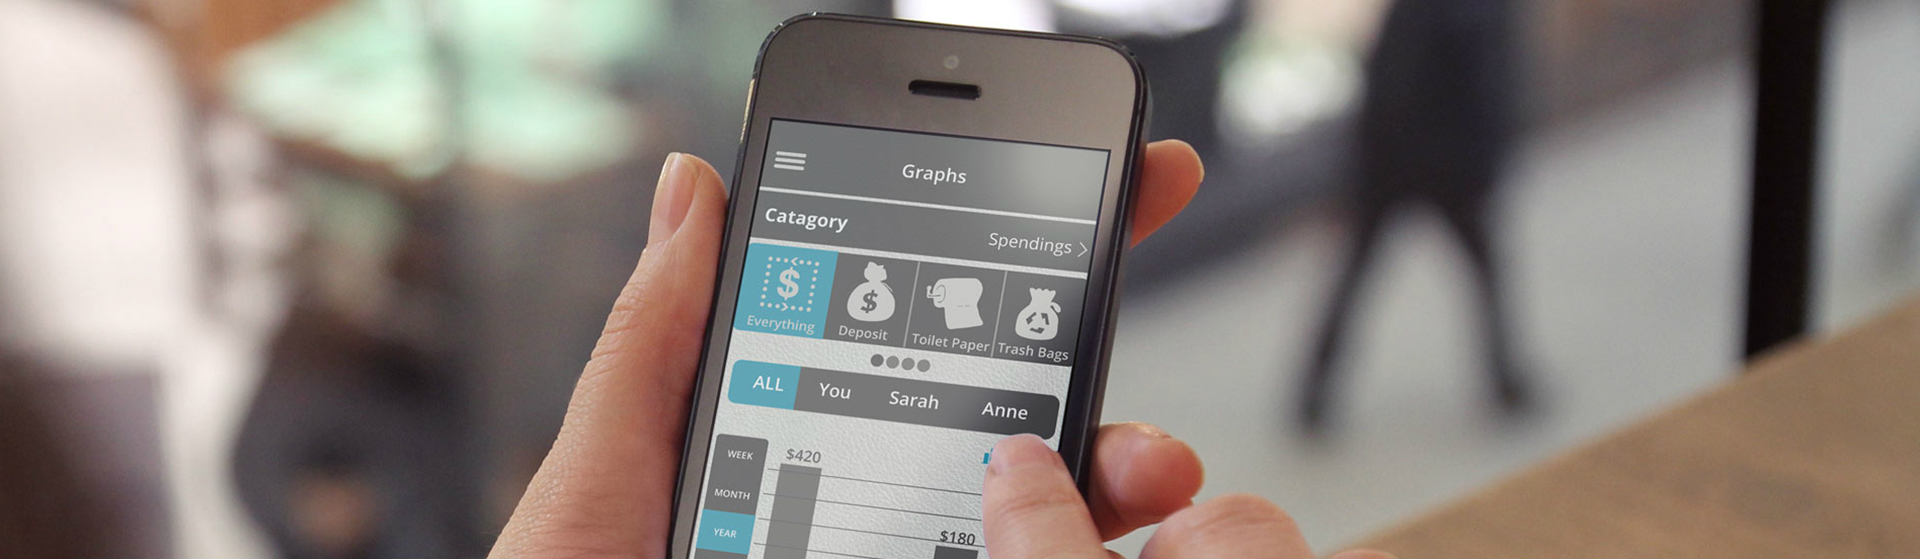 Graphs
Catagory
Spendings
Everything Deposit Toilet Paper Trash Bags
ALL You Sarah Anne
WEEK
$420
MONTH
YEAR
$180